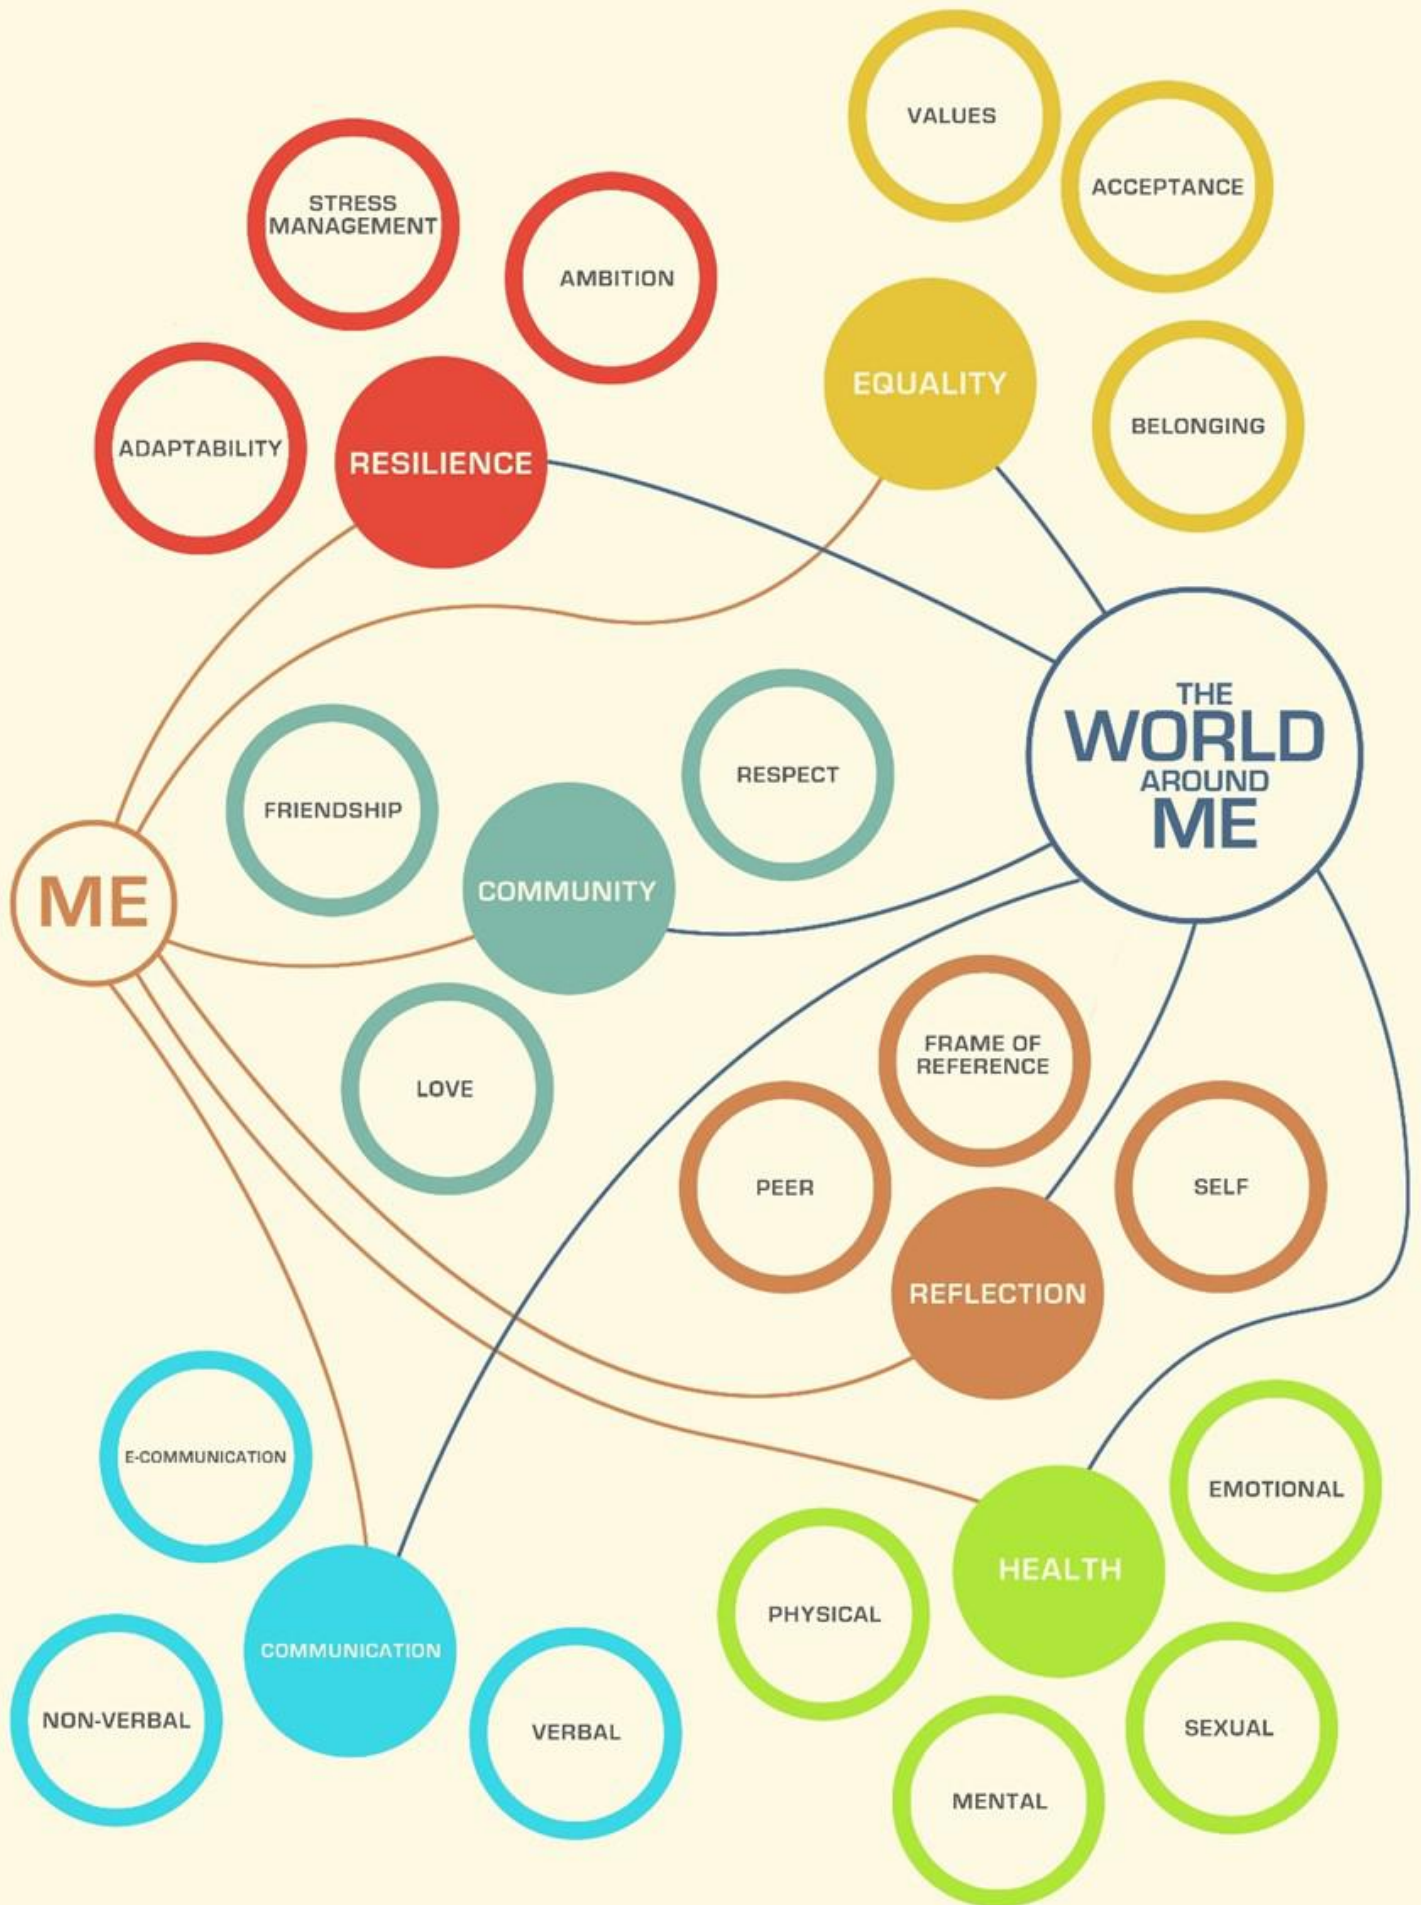 VALUES
ACCEPTANCE
STRESS
MANAGEMENT
AMBITION
EQUALITY
BELONGING
ADAPTABILITY
RESILIENCE
THE
WORLD
AROUND
ME
RESPECT
FRIENDSHIP
COMMUNITY
ME
LOVE
FRAME OF
REFERENCE
PEER
SELF
REFLECTION
E-COMMUNICATION
EMOTIONAL
HEALTH
PHYSICAL
COMMUNICATION
NON-VERBAL
VERBAL
SEXUAL
MENTAL